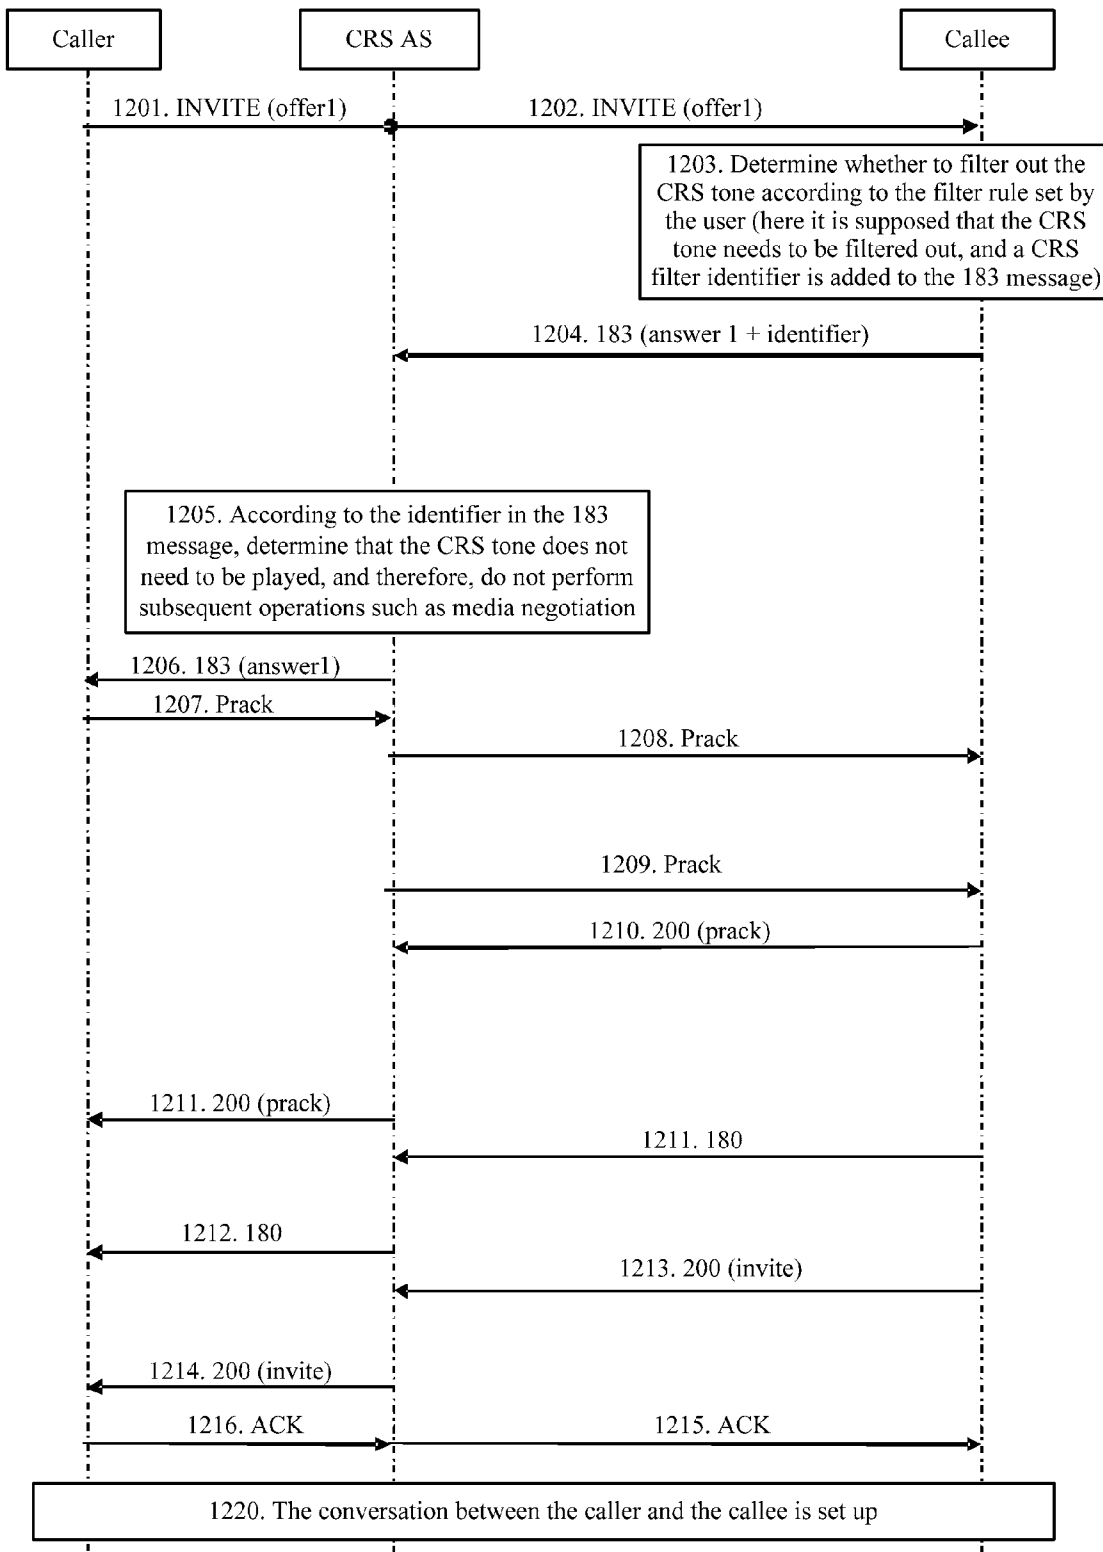 Caller
CRS AS
Callee
1201. INVITE (offer1)
1202. INVITE (offer1)
1203. Determine whether to filter out the
CRS tone according to the filter rule set by
the user (here it is supposed that the CRS
tone needs to be filtered out, and a CRS
filter identifier is added to the 183 message)
1204. 183 (answer 1 + identifier)
1205. According to the identifier in the 183
message, determine that the CRS tone does not
need to be played, and therefore, do not perform
subsequent operations such as media negotiation
1206. 183 (answer1)
1207. Prack
1208. Prack
1209. Prack
1210. 200 (prack)
1211. 200 (prack)
1211. 180
1212. 180
1213. 200 (invite)
1214. 200 (invite)
1216. ACK
1215. ACK
1220. The conversation between the caller and the callee is set up